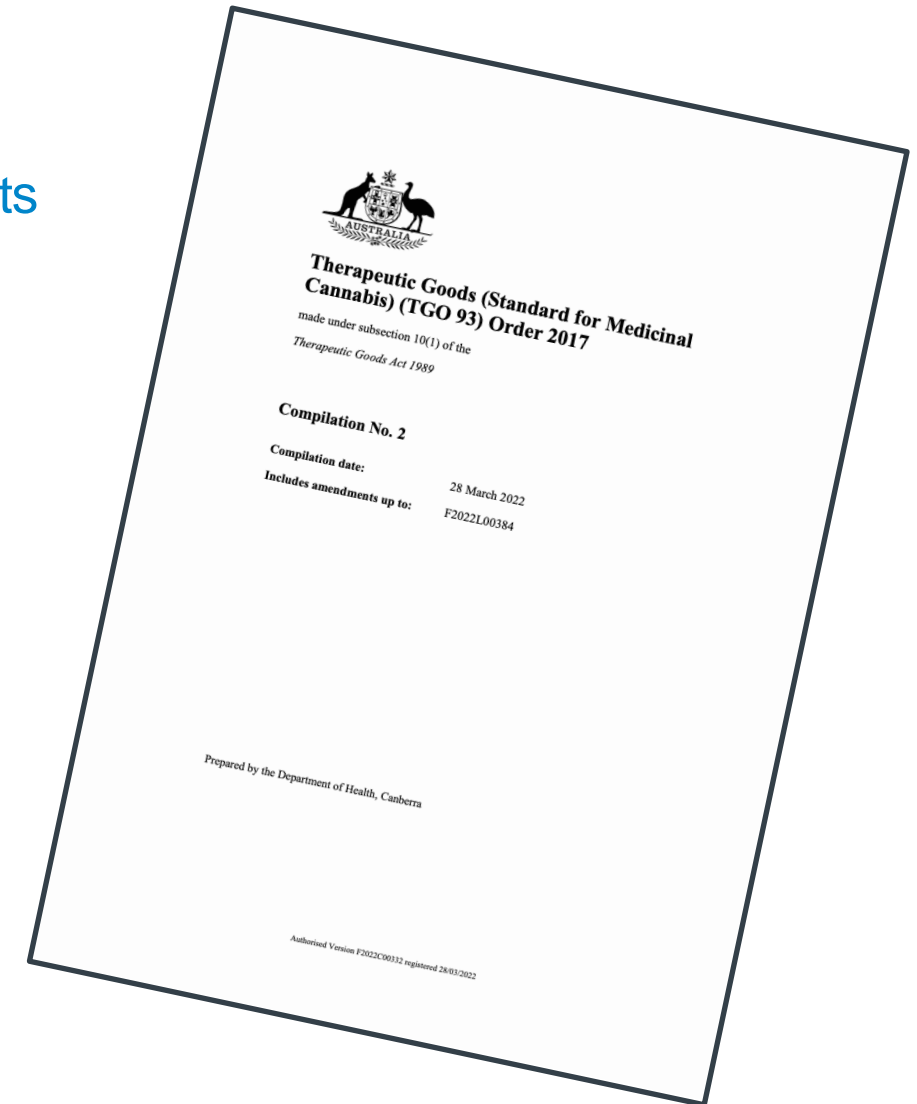 ts
AUSTRALIA
Therapeutic Goods (Standard for Medicinal
Cannabis) (TGO 93) Order 2017
made under subsection 10(1) of the
Therapeutic Goods Act 1989
Compilation No. 2
Compilation date: 28 March 2022
Includes amendments up to: F2022L00384
Prepared by the Department of Health, Canberra
Authorised Version F2022C00332 registered 28/03/2022